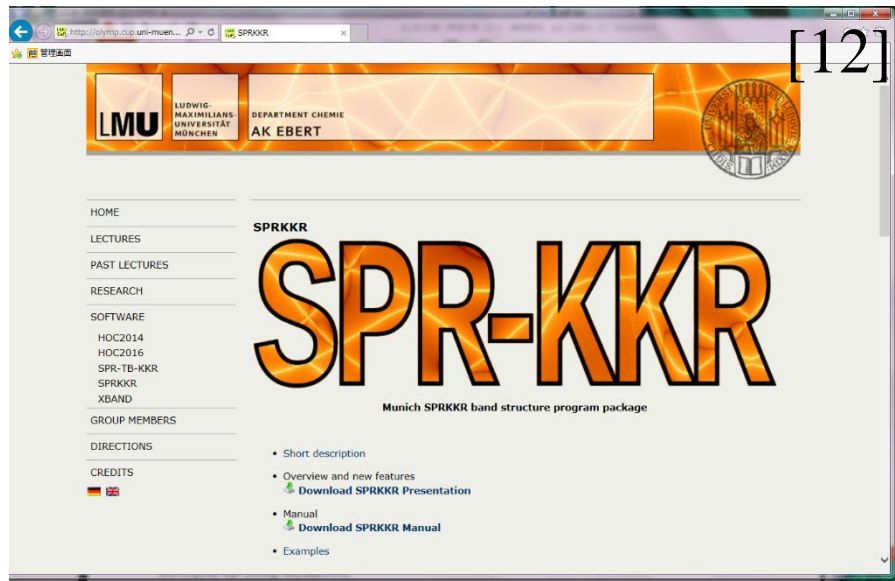 http://olymp.cup.uni-muen...
SPRKKR
管理画面
[12]
LMU
LUDWIG-
MAXIMILIANS-
UNIVERSITÄT
MÜNCHEN
DEPARTMENT CHEMIE
AK EBERT
HOME
LECTURES
PAST LECTURES
RESEARCH
SOFTWARE
HOC2014
HOC2016
SPR-TB-KKR
SPRKKR
XBAND
GROUP MEMBERS
DIRECTIONS
CREDITS
SPRKKR
SPR-KKR
Munich SPRKKR band structure program package
• Short description
• Overview and new features
Download SPRKKR Presentation
• Manual
Download SPRKKR Manual
• Examples